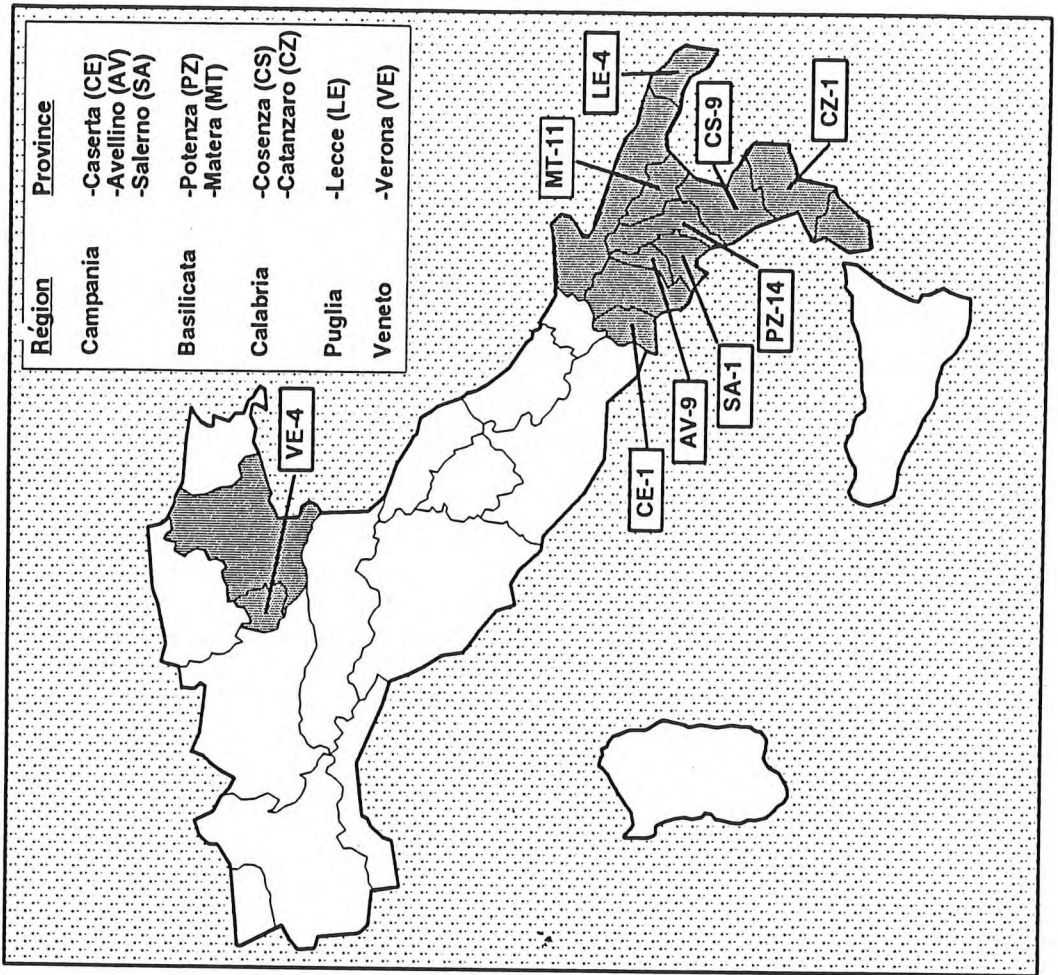 Région Province
Campania -Caserta (CE)
-Avellino (AV)
-Salerno (SA)
Basilicata -Potenza (PZ)
-Matera (MT)
Calabria -Cosenza (CS)
-Catanzaro (CZ)
Puglia -Lecce (LE)
Veneto -Verona (VE)
VE-4
LE-4
MT-11
CS-9
CZ-1
CE-1
AV-9
SA-1
PZ-14